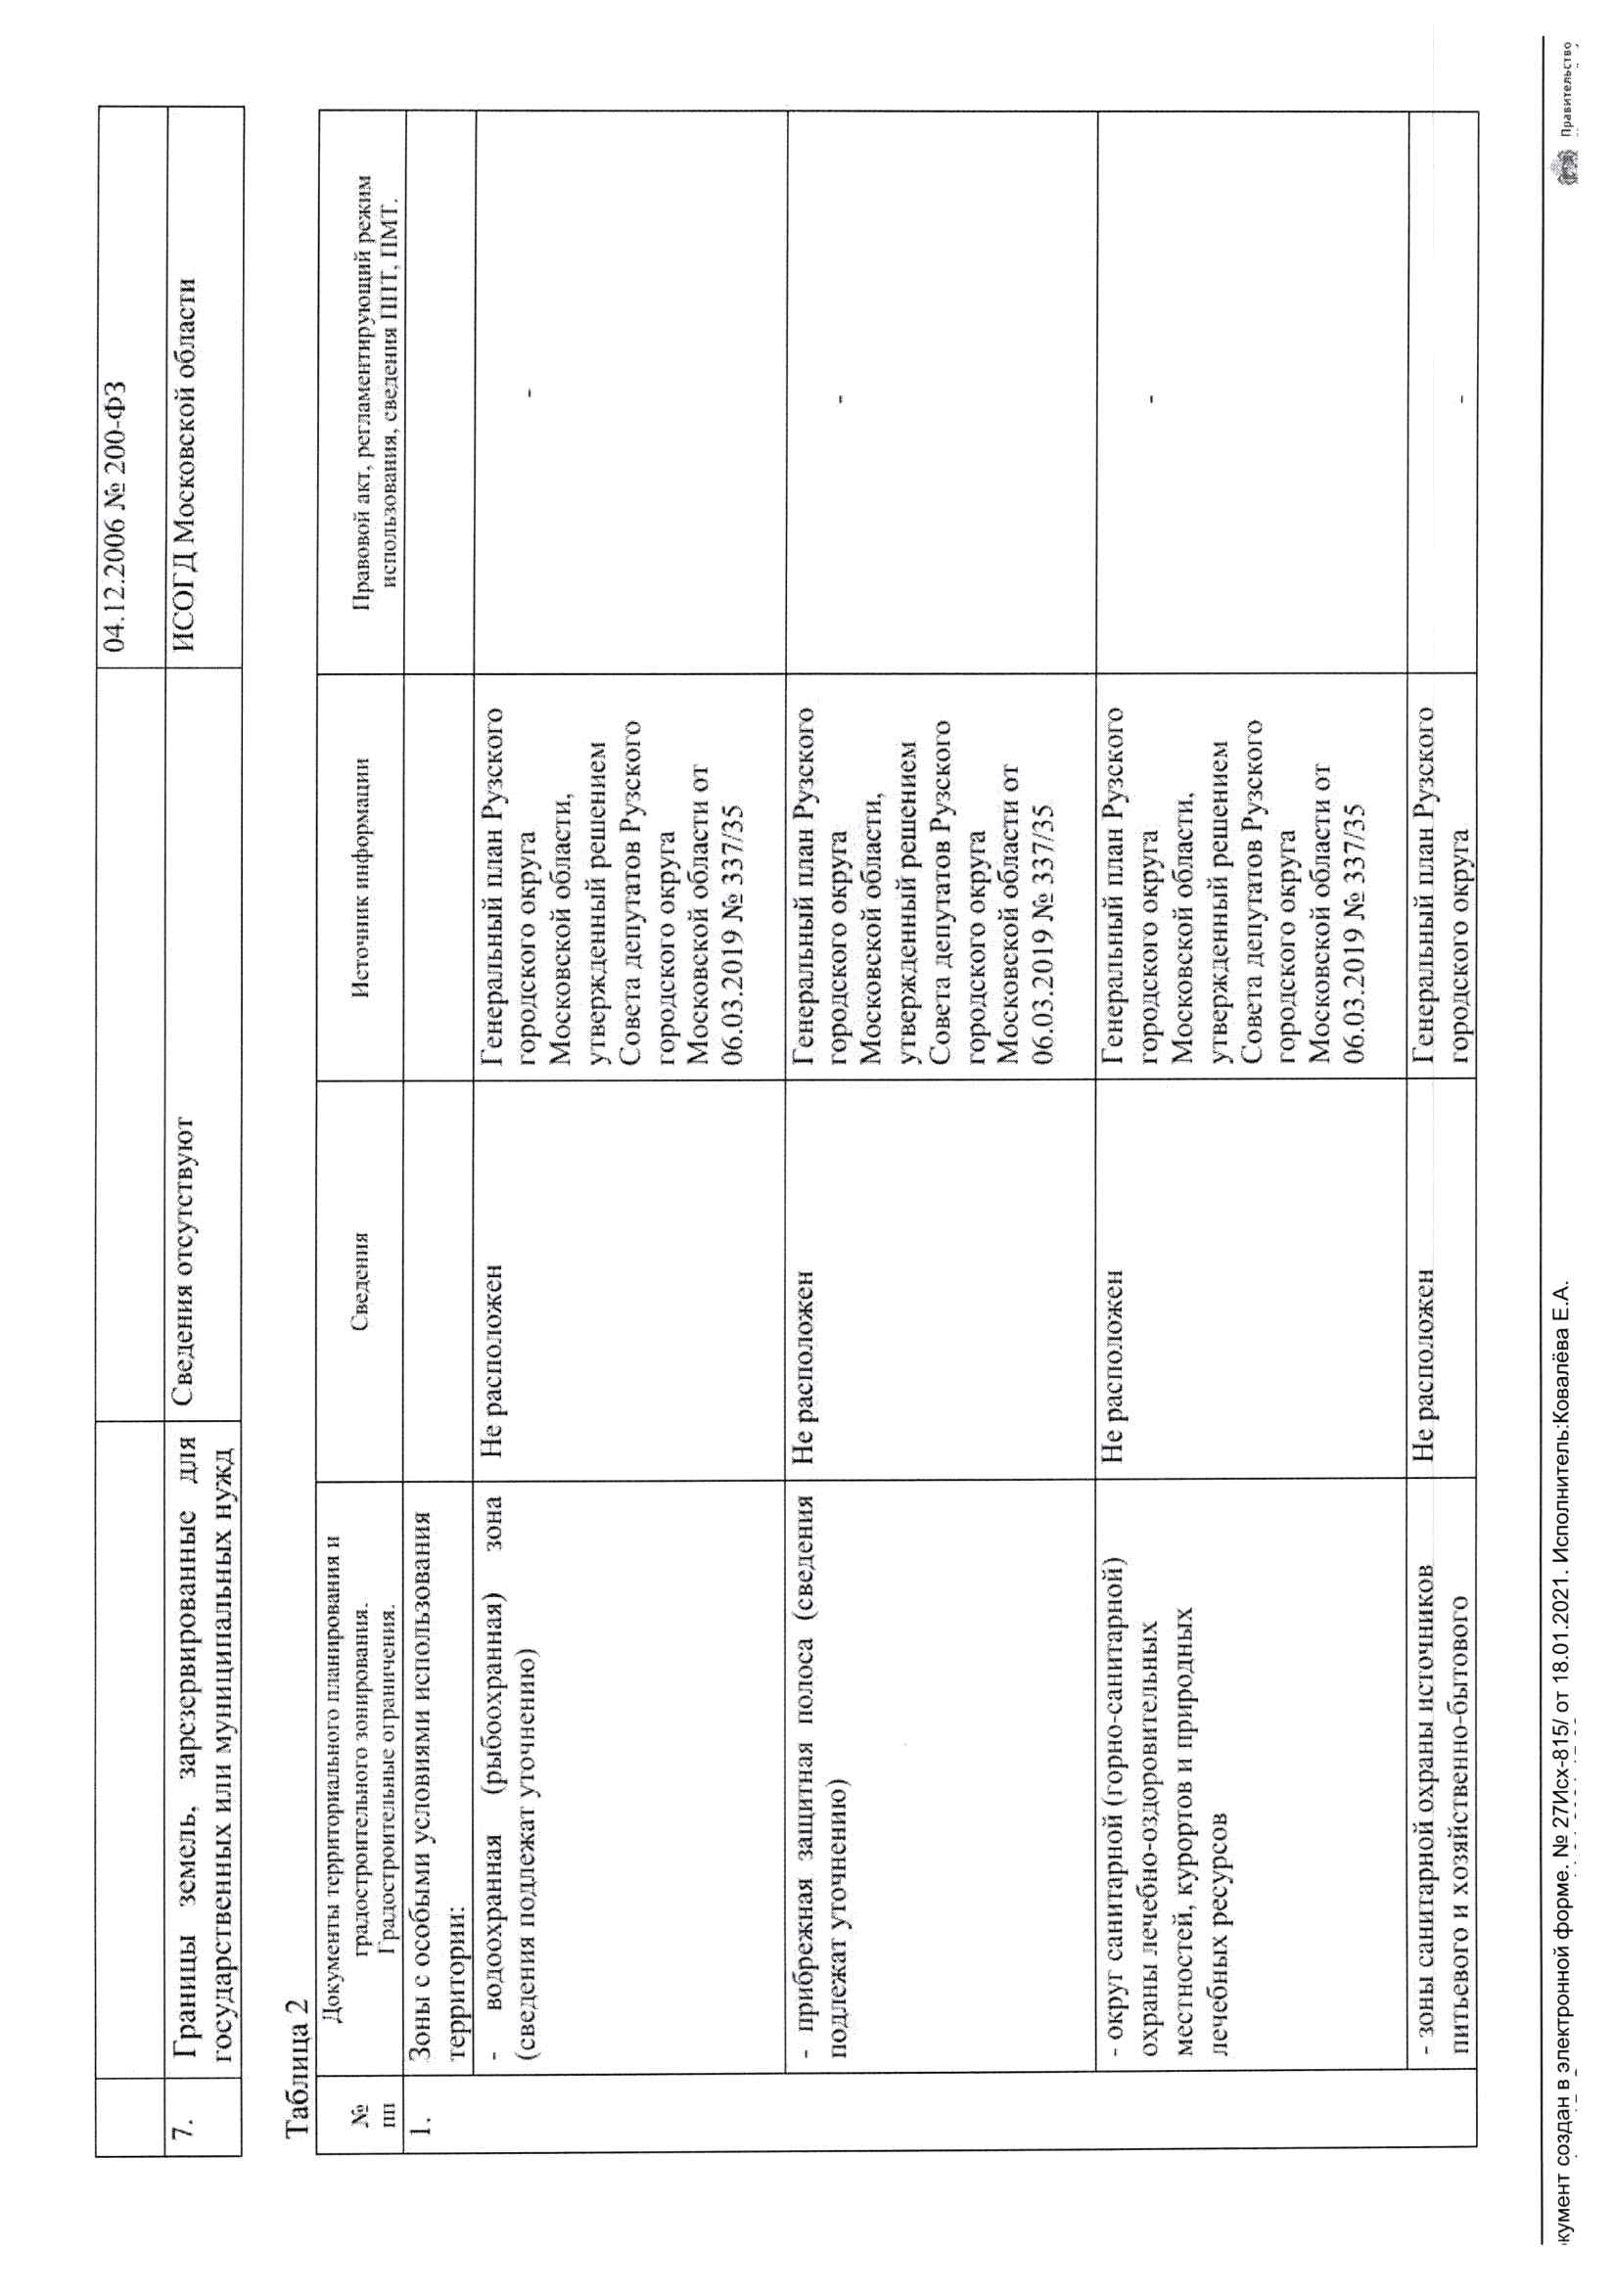 04.12.2006 № 200-ФЗ
7.
Границы земель, зарезервированные для
государственных или муниципальных нужд
Сведения отсутствуют
ИСОГД Московской области
Таблица 2
№
пп
Документы территориального планирования и
градостроительного зонирования.
Градостроительные ограничения.
Сведения
Источник информации
Правовой акт, регламентирующий режим
использования, сведения ППТ, ПМТ.
1.
Зоны с особыми условиями использования
территории:
- водоохранная (рыбоохранная) зона
(сведения подлежат уточнению)
Не расположен
Генеральный план Рузского
городского округа
Московской области,
утвержденный решением
Совета депутатов Рузского
городского округа
Московской области от
06.03.2019 № 337/35
-
- прибрежная защитная полоса (сведения
подлежат уточнению)
Не расположен
Генеральный план Рузского
городского округа
Московской области,
утвержденный решением
Совета депутатов Рузского
городского округа
Московской области от
06.03.2019 № 337/35
-
- округ санитарной (горно-санитарной)
охраны лечебно-оздоровительных
местностей, курортов и природных
лечебных ресурсов
Не расположен
Генеральный план Рузского
городского округа
Московской области,
утвержденный решением
Совета депутатов Рузского
городского округа
Московской области от
06.03.2019 № 337/35
-
- зоны санитарной охраны источников
питьевого и хозяйственно-бытового
Не расположен
Генеральный план Рузского
городского округа
-
кумент создан в электронной форме. № 27Исх-815/ от 18.01.2021. Исполнитель:Ковалёва Е.А.
Правительство